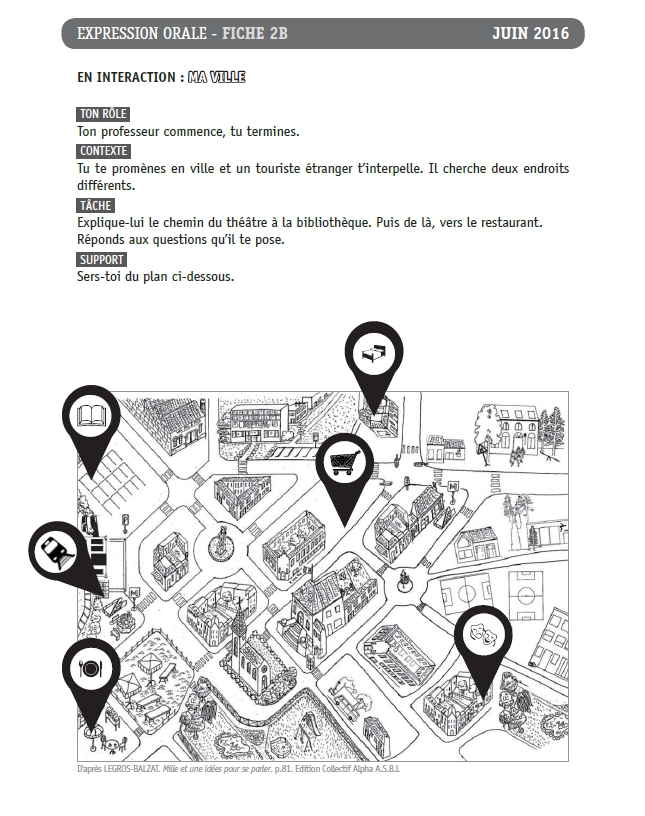 EXPRESSION ORALE - FICHE 2B
JUIN 2016
EN INTERACTION : MA VILLE
TON RÔLE
Ton professeur commence, tu termines.
CONTEXTE
Tu te promènes en ville et un touriste étranger t'interpelle. Il cherche deux endroits
différents.
TÂCHE
Explique-lui le chemin du théâtre à la bibliothèque. Puis de là, vers le restaurant.
Réponds aux questions qu'il te pose.
SUPPORT
Sers-toi du plan ci-dessous.
M
M
D'après LEGROS-BALZAT. Mille et une idées pour se parler. p.81. Edition Collectif Alpha A.S.B.L